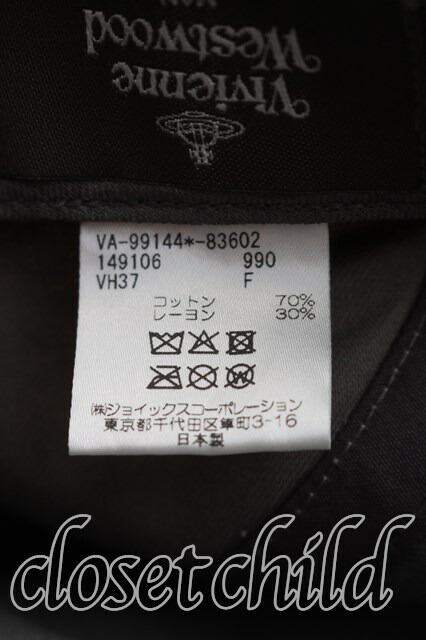 MAN
Vivienne
Westwood
VA-99144*-83602
149106 990
VH37 F
コットン 70%
レーヨン 30%
㈱ジョイックスコーポレーション
東京都千代田区隼町3-16
日本製
closet child